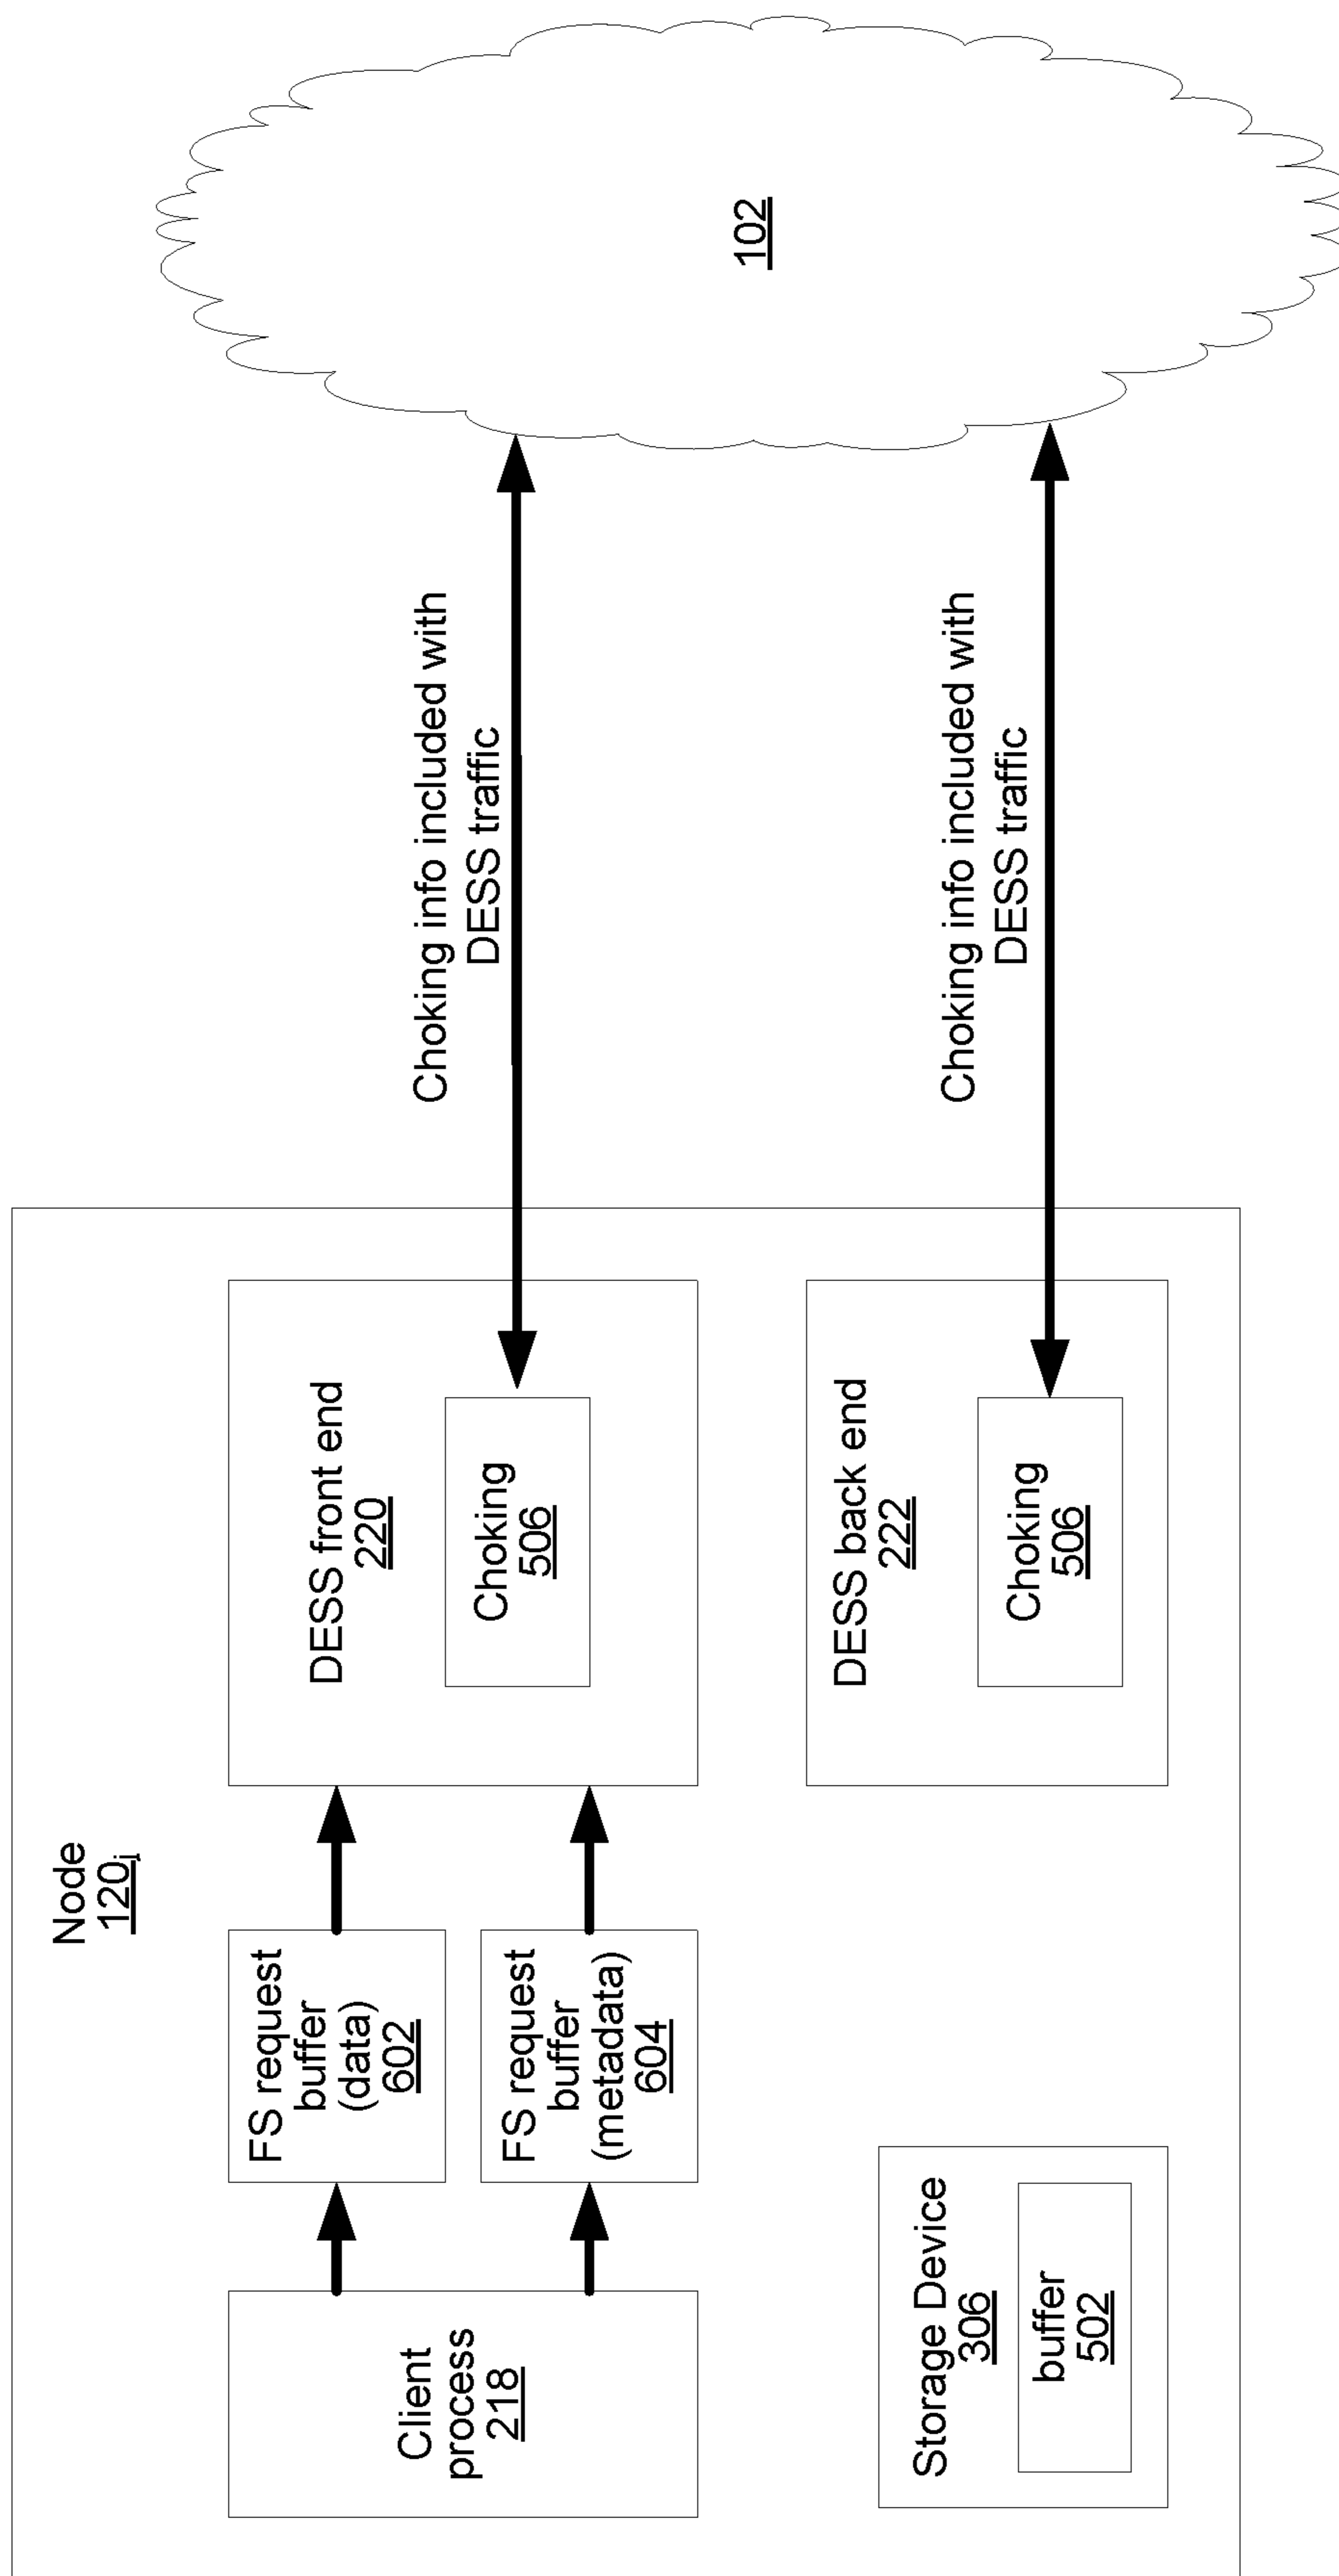 Node
120j
Client
process
218
FS request
buffer
(data)
602
FS request
buffer
(metadata)
604
DESS front end
220
Choking
506
Choking info included with
DESS traffic
102
Storage Device
306
buffer
502
DESS back end
222
Choking
506
Choking info included with
DESS traffic